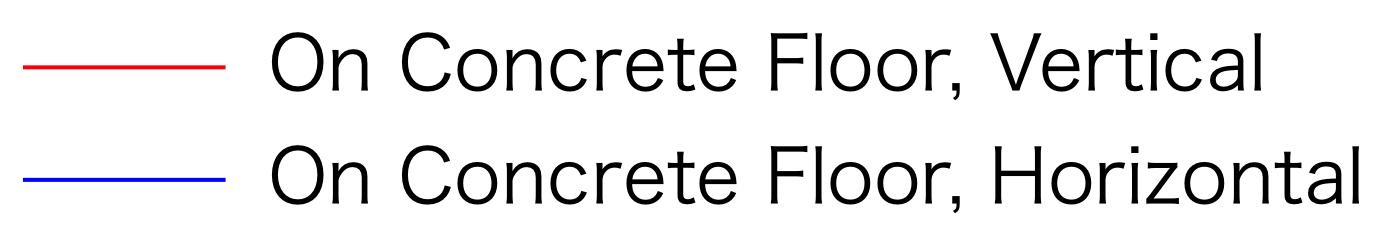 On Concrete Floor, Vertical
On Concrete Floor, Horizontal